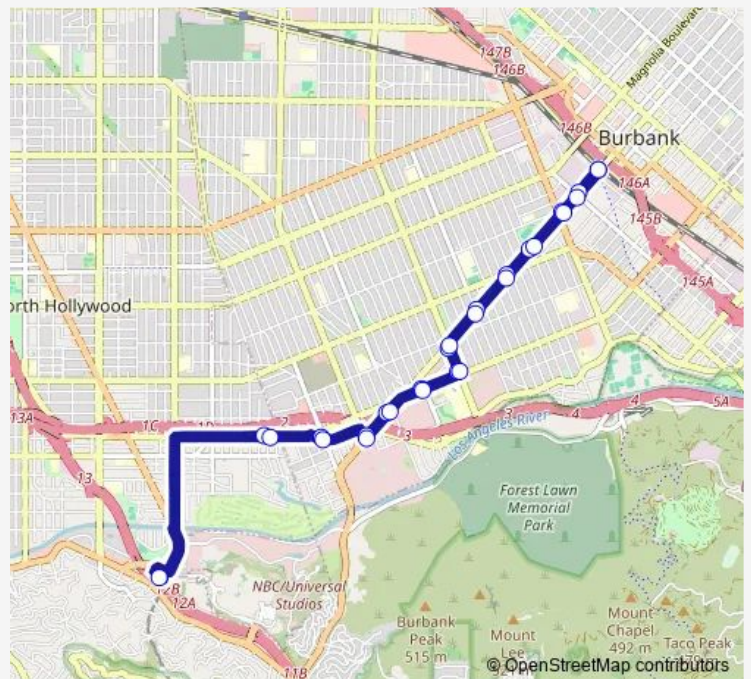 Magnolia Boulevar
147B
146B
146B
Burbank
146A
145B
145A
orth Hollywood
13A
1C
2
3
3
4
4
5A
Los Angeles River
13
Forest Lawn
Memorial
Park
NBC/Universal
Studios
12B
12A
11B
Burbank
Peak
515 m
Mount
Lee
Mount
Chapel
492 m
Taco Peak
© OpenStreetMap contributors